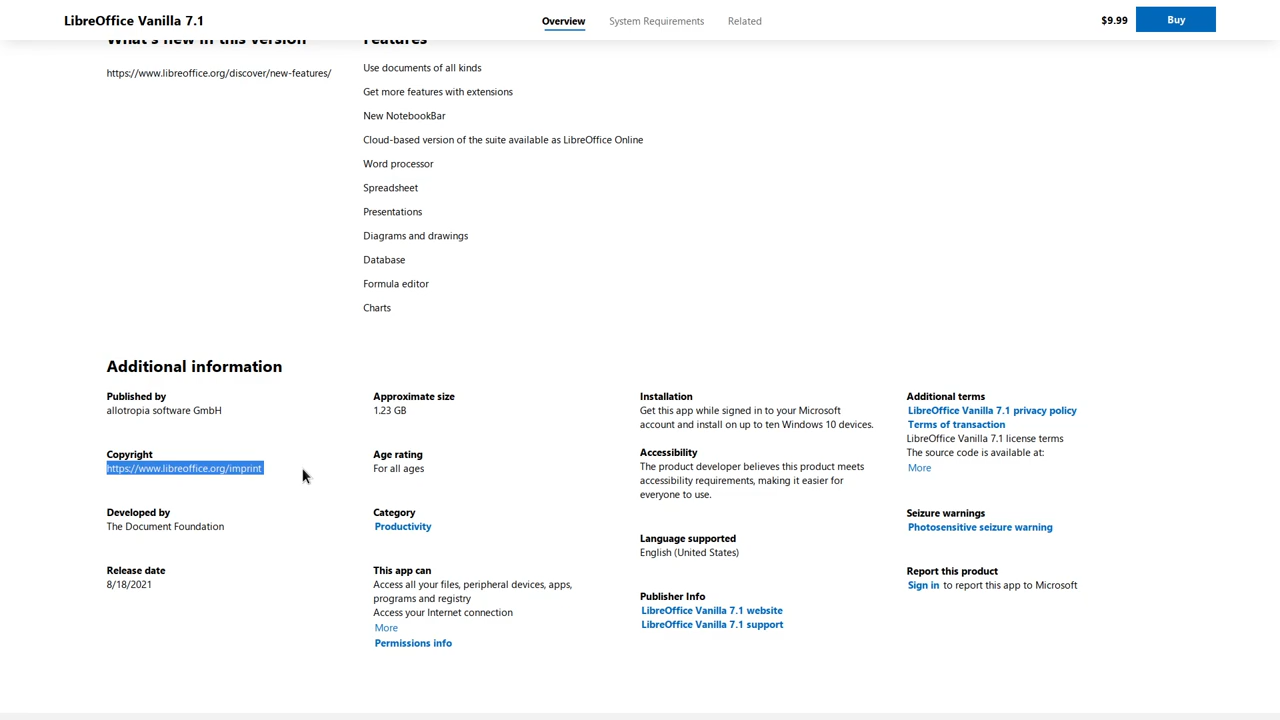 LibreOffice Vanilla 7.1
Overview
System Requirements
Related
$9.99
Buy
What's new in this version
https://www.libreoffice.org/discover/new-features/
Features
Use documents of all kinds
Get more features with extensions
New NotebookBar
Cloud-based version of the suite available as LibreOffice Online
Word processor
Spreadsheet
Presentations
Diagrams and drawings
Database
Formula editor
Charts
Additional information
Published by
allotropia software GmbH
Copyright
https://www.libreoffice.org/imprint
Developed by
The Document Foundation
Release date
8/18/2021
Approximate size
1.23 GB
Age rating
For all ages
Category
Productivity
This app can
Access all your files, peripheral devices, apps,
programs and registry
Access your Internet connection
More
Permissions info
Installation
Get this app while signed in to your Microsoft
account and install on up to ten Windows 10 devices.
Accessibility
The product developer believes this product meets
accessibility requirements, making it easier for
everyone to use.
Language supported
English (United States)
Publisher Info
LibreOffice Vanilla 7.1 website
LibreOffice Vanilla 7.1 support
Additional terms
LibreOffice Vanilla 7.1 privacy policy
Terms of transaction
LibreOffice Vanilla 7.1 license terms
The source code is available at:
More
Seizure warnings
Photosensitive seizure warning
Report this product
Sign in to report this app to Microsoft